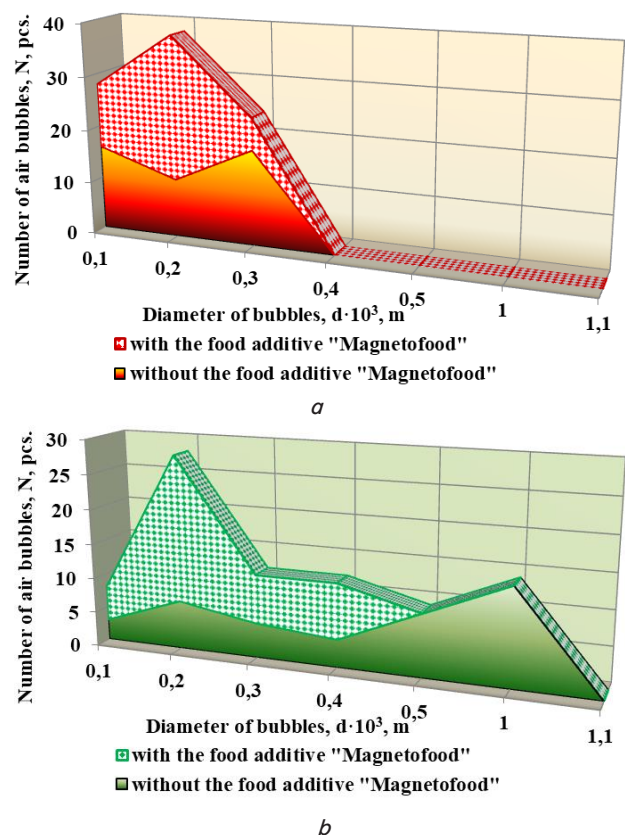 Number of air bubbles, N, pcs.
40
30
20
10
0
0,1
0,2
0,3
0,4
0,5
1
1,1
Diameter of bubbles, d·10³, m
with the food additive "Magnetofood"
without the food additive "Magnetofood"
a
Number of air bubbles, N, pcs.
30
25
20
15
10
5
0
0,1
0,2
0,3
0,4
0,5
1
1,1
Diameter of bubbles, d·10³, m
with the food additive "Magnetofood"
without the food additive "Magnetofood"
b